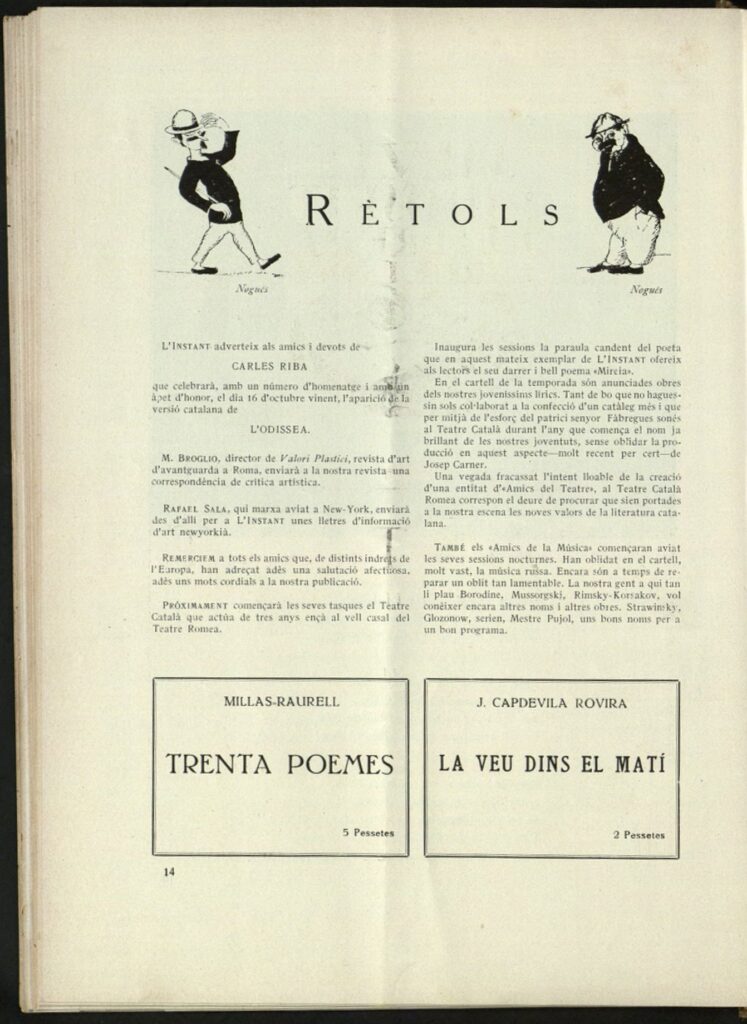 RÈTOLS
Nogués
Nogués
L'INSTANT adverteix als amics i devots de
CARLES RIBA
que celebrarà, amb un número d'homenatge i amb un
àpet d'honor, el dia 16 d'octubre vinent, l'aparició de la
versió catalana de
L'ODISSEA.
M. BROGLIO, director de Valori Plastici, revista d'art
d'avantguarda a Roma, enviarà a la nostra revista una
correspondència de crítica artística.
RAFAEL SALA, qui marxa aviat a New-York, enviarà
des d'allí per a L'INSTANT unes lletres d'informació
d'art newyorkià.
REMERCIEM a tots els amics que, de distints indrets de
l'Europa, han adreçat adés una salutació afectuosa,
adés uns mots cordials a la nostra publicació.
PRÒXIMAMENT començarà les seves tasques el Teatre
Català que actúa de tres anys ençà al vell casal del
Teatre Romea.
Inaugura les sessions la paraula candent del poeta
que en aquest mateix exemplar de L'INSTANT ofereix
als lectors el seu darrer i bell poema «Mireia».
En el cartell de la temporada són anunciades obres
dels nostres joveníssims lírics. Tant de bo que no hagues-
sin sols col·laborat a la confecció d'un catàleg més i que
per mitjà de l'esforç del patrici senyor Fàbregues sonés
al Teatre Català durant l'any que comença el nom ja
brillant de les nostres joventuts, sense oblidar la pro-
ducció en aquest aspecte—molt recent per cert—de
Josep Carner.
Una vegada fracassat l'intent lloable de la creació
d'una entitat d'«Amics del Teatre», al Teatre Català
Romea correspon el deure de procurar que sien portades
a la nostra escena les noves valors de la literatura cata-
lana.
TAMBÉ els «Amics de la Música» començaran aviat
les seves sessions nocturnes. Han oblidat en el cartell,
molt vast, la música russa. Encara són a temps de re-
parar un oblit tan lamentable. La nostra gent a qui tan
li plau Borodine, Mussorgski, Rimsky-Korsakov, vol
conèixer encara altres noms i altres obres. Strawinsky,
Glozonow, serien, Mestre Pujol, uns bons noms per a
un bon programa.
MILLAS-RAURELL
TRENTA POEMES
5 Pessetes
J. CAPDEVILA ROVIRA
LA VEU DINS EL MATÍ
2 Pessetes
14